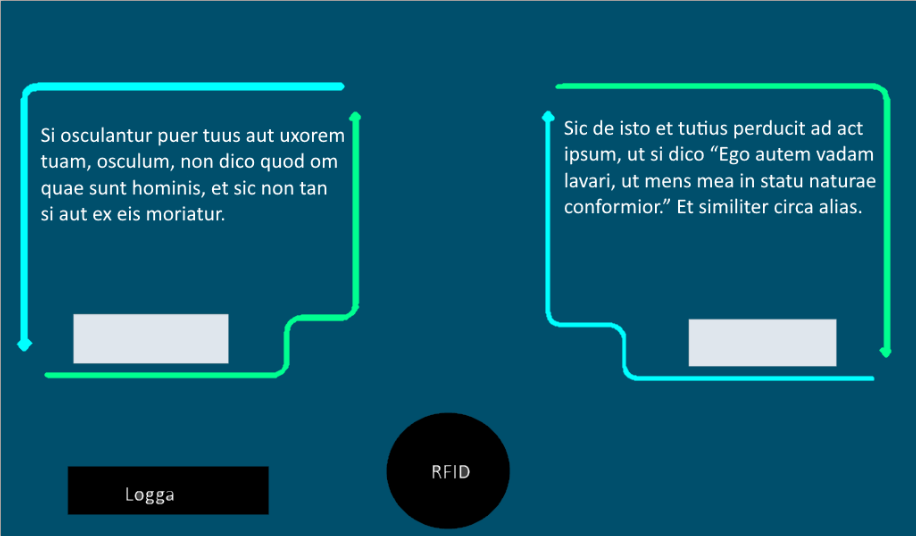 Si osculantur puer tuus aut uxorem
tuam, osculum, non dico quod om
quae sunt hominis, et sic non tan
si aut ex eis moriatur.
Sic de isto et tutius perducit ad act
ipsum, ut si dico “Ego autem vadam
lavari, ut mens mea in statu naturae
conformior.” Et similiter circa alias.
RFID
Logga